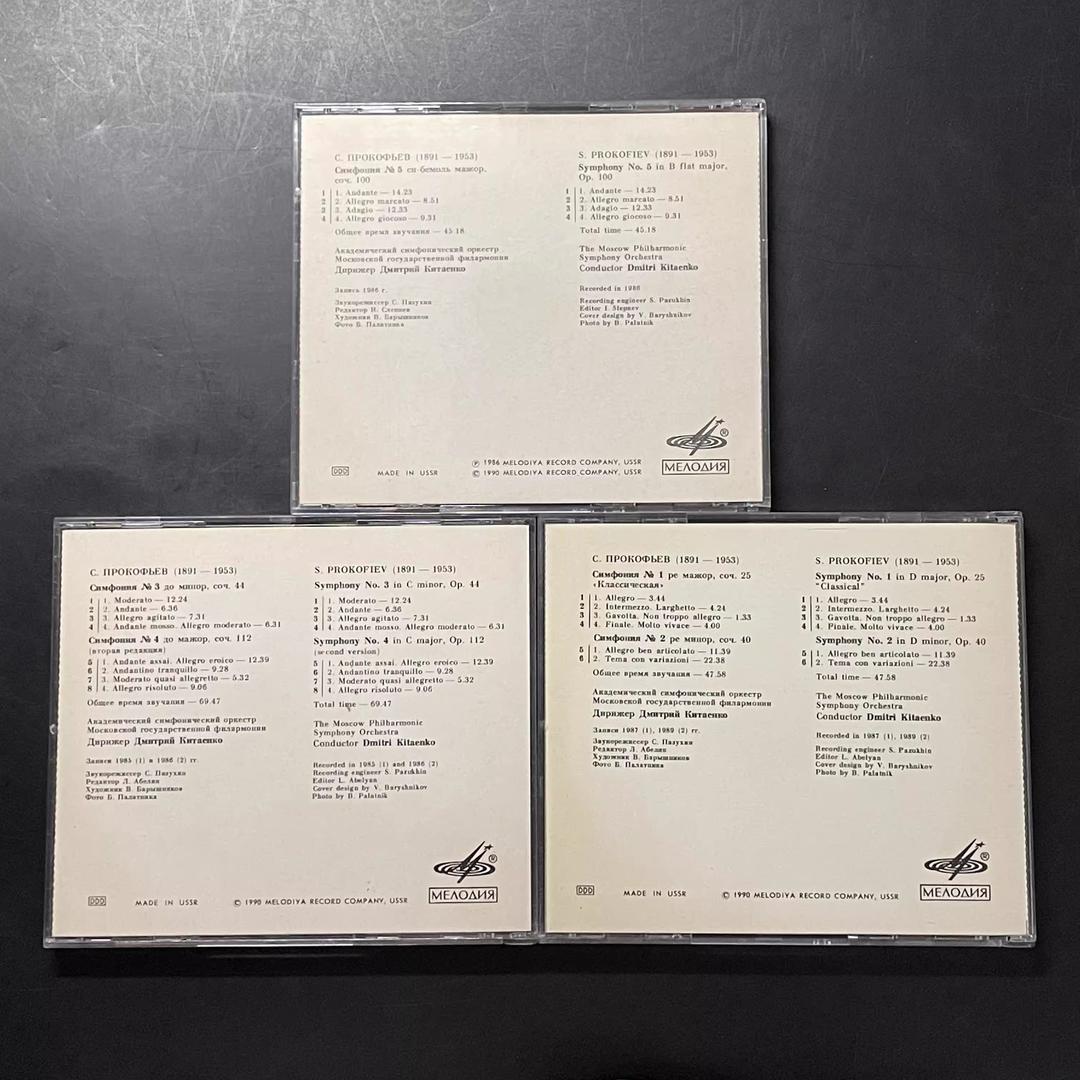 С. ПРОКОФЬЕВ (1891 — 1953)
Симфония № 5 си-бемоль мажор,
соч. 100
1 1. Andante — 14.23
2 2. Allegro marcato — 8.51
3 3. Adagio — 12.33
4 4. Allegro giocoso — 9.31
Общее время звучания — 45.18
Академический симфонический оркестр
Московской государственной филармонии
Дирижер Дмитрий Китаенко
Запись 1986 г.
Звукорежиссер С. Пазухин
Редактор И. Слепнев
Художник В. Барышников
Фото Б. Палатника
S. PROKOFIEV (1891 — 1953)
Symphony No. 5 in B flat major,
Op. 100
1 1. Andante — 14.23
2 2. Allegro marcato — 8.51
3 3. Adagio — 12.33
4 4. Allegro giocoso — 9.31
Total time — 45.18
The Moscow Philharmonic
Symphony Orchestra
Conductor Dmitri Kitaenko
Recorded in 1986
Recording engineer S. Pazukhin
Editor I. Slepnev
Cover design by V. Baryshnikov
Photo by B. Palatnik
DDD
MADE IN USSR
℗ 1986 MELODIYA RECORD COMPANY, USSR
© 1990 MELODIYA RECORD COMPANY, USSR
®
МЕЛОДИЯ
С. ПРОКОФЬЕВ (1891 — 1953)
Симфония № 3 до минор, соч. 44
1 1. Moderato — 12.24
2 2. Andante — 6.36
3 3. Allegro agitato — 7.31
4 4. Andante mosso. Allegro moderato — 6.31
Симфония № 4 до мажор, соч. 112
(вторая редакция)
5 1. Andante assai. Allegro eroico — 12.39
6 2. Andantino tranquillo — 9.28
7 3. Moderato quasi allegretto — 5.32
8 4. Allegro risoluto — 9.06
Общее время звучания — 69.47
Академический симфонический оркестр
Московской государственной филармонии
Дирижер Дмитрий Китаенко
Записи 1985 (1) и 1986 (2) гг.
Звукорежиссер С. Пазухин
Редактор Л. Абелян
Художник В. Барышников
Фото Б. Палатника
S. PROKOFIEV (1891 — 1953)
Symphony No. 3 in C minor, Op. 44
1 1. Moderato — 12.24
2 2. Andante — 6.36
3 3. Allegro agitato — 7.31
4 4. Andante mosso. Allegro moderato — 6.31
Symphony No. 4 in C major, Op. 112
(second version)
5 1. Andante assai. Allegro eroico — 12.39
6 2. Andantino tranquillo — 9.28
7 3. Moderato quasi allegretto — 5.32
8 4. Allegro risoluto — 9.06
Total time — 69.47
The Moscow Philharmonic
Symphony Orchestra
Conductor Dmitri Kitaenko
Recorded in 1985 (1) and 1986 (2)
Recording engineer S. Pazukhin
Editor L. Abelyan
Cover design by V. Baryshnikov
Photo by B. Palatnik
DDD
MADE IN USSR
© 1990 MELODIYA RECORD COMPANY, USSR
®
МЕЛОДИЯ
С. ПРОКОФЬЕВ (1891 — 1953)
Симфония № 1 ре мажор, соч. 25
«Классическая»
1 1. Allegro — 3.44
2 2. Intermezzo. Larghetto — 4.24
3 3. Gavotta. Non troppo allegro — 1.33
4 4. Finale. Molto vivace — 4.00
Симфония № 2 ре минор, соч. 40
5 1. Allegro ben articolato — 11.39
6 2. Tema con variazioni — 22.38
Общее время звучания — 47.58
Академический симфонический оркестр
Московской государственной филармонии
Дирижер Дмитрий Китаенко
Записи 1987 (1), 1989 (2) гг.
Звукорежиссер С. Пазухин
Редактор Л. Абелян
Художник В. Барышников
Фото Б. Палатника
S. PROKOFIEV (1891 — 1953)
Symphony No. 1 in D major, Op. 25
"Classical"
1 1. Allegro — 3.44
2 2. Intermezzo. Larghetto — 4.24
3 3. Gavotta. Non troppo allegro — 1.33
4 4. Finale. Molto vivace — 4.00
Symphony No. 2 in D minor, Op. 40
5 1. Allegro ben articolato — 11.39
6 2. Tema con variazioni — 22.38
Total time — 47.58
The Moscow Philharmonic
Symphony Orchestra
Conductor Dmitri Kitaenko
Recorded in 1987 (1), 1989 (2)
Recording engineer S. Pazukhin
Editor L. Abelyan
Cover design by V. Baryshnikov
Photo by B. Palatnik
DDD
MADE IN USSR
© 1990 MELODIYA RECORD COMPANY, USSR
®
МЕЛОДИЯ